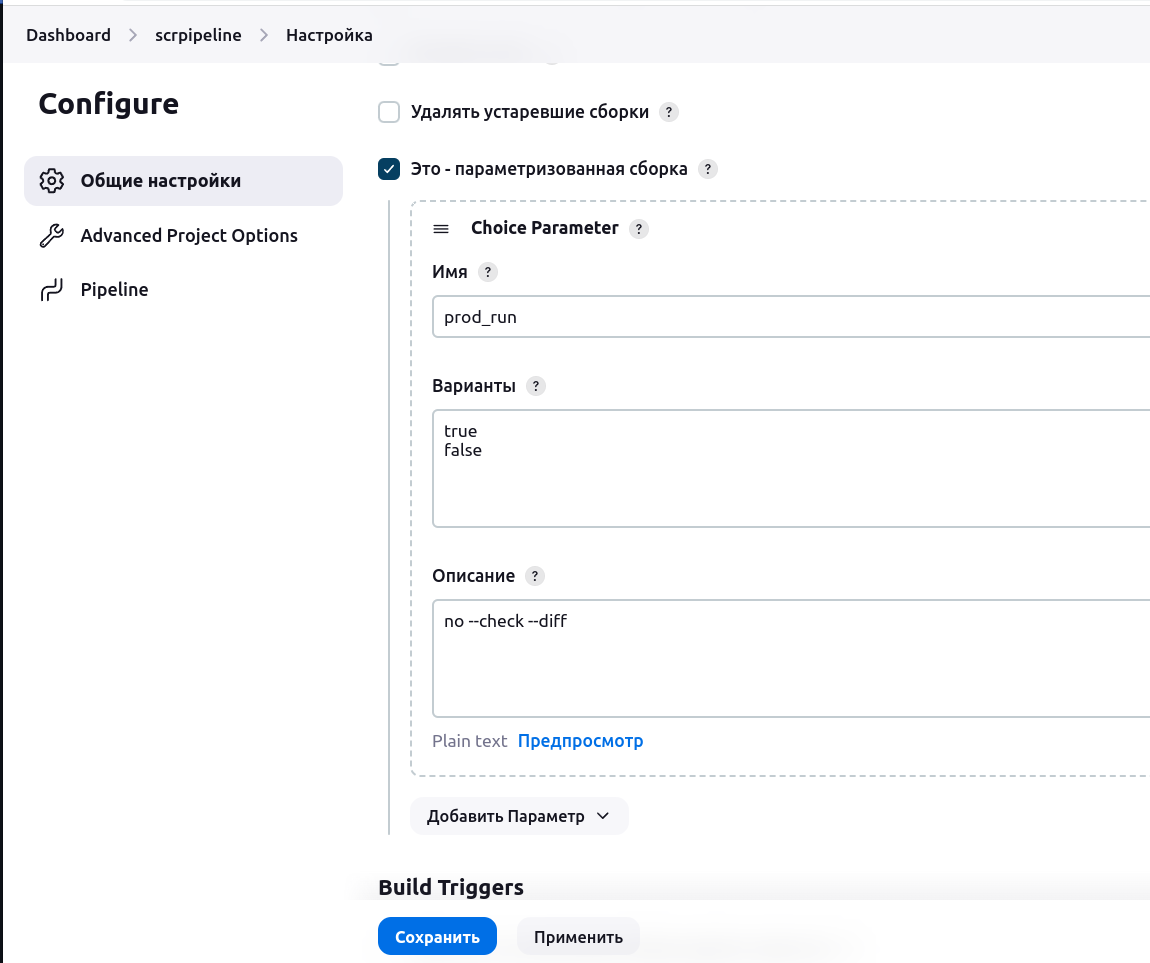 Dashboard > scrpipeline > Настройка
Configure
Общие настройки
Advanced Project Options
Pipeline
Удалять устаревшие сборки ?
Это - параметризованная сборка ?
Choice Parameter ?
Имя ?
prod_run
Варианты ?
true
false
Описание ?
no --check --diff
Plain text Предпросмотр
Добавить Параметр
Build Triggers
Сохранить Применить